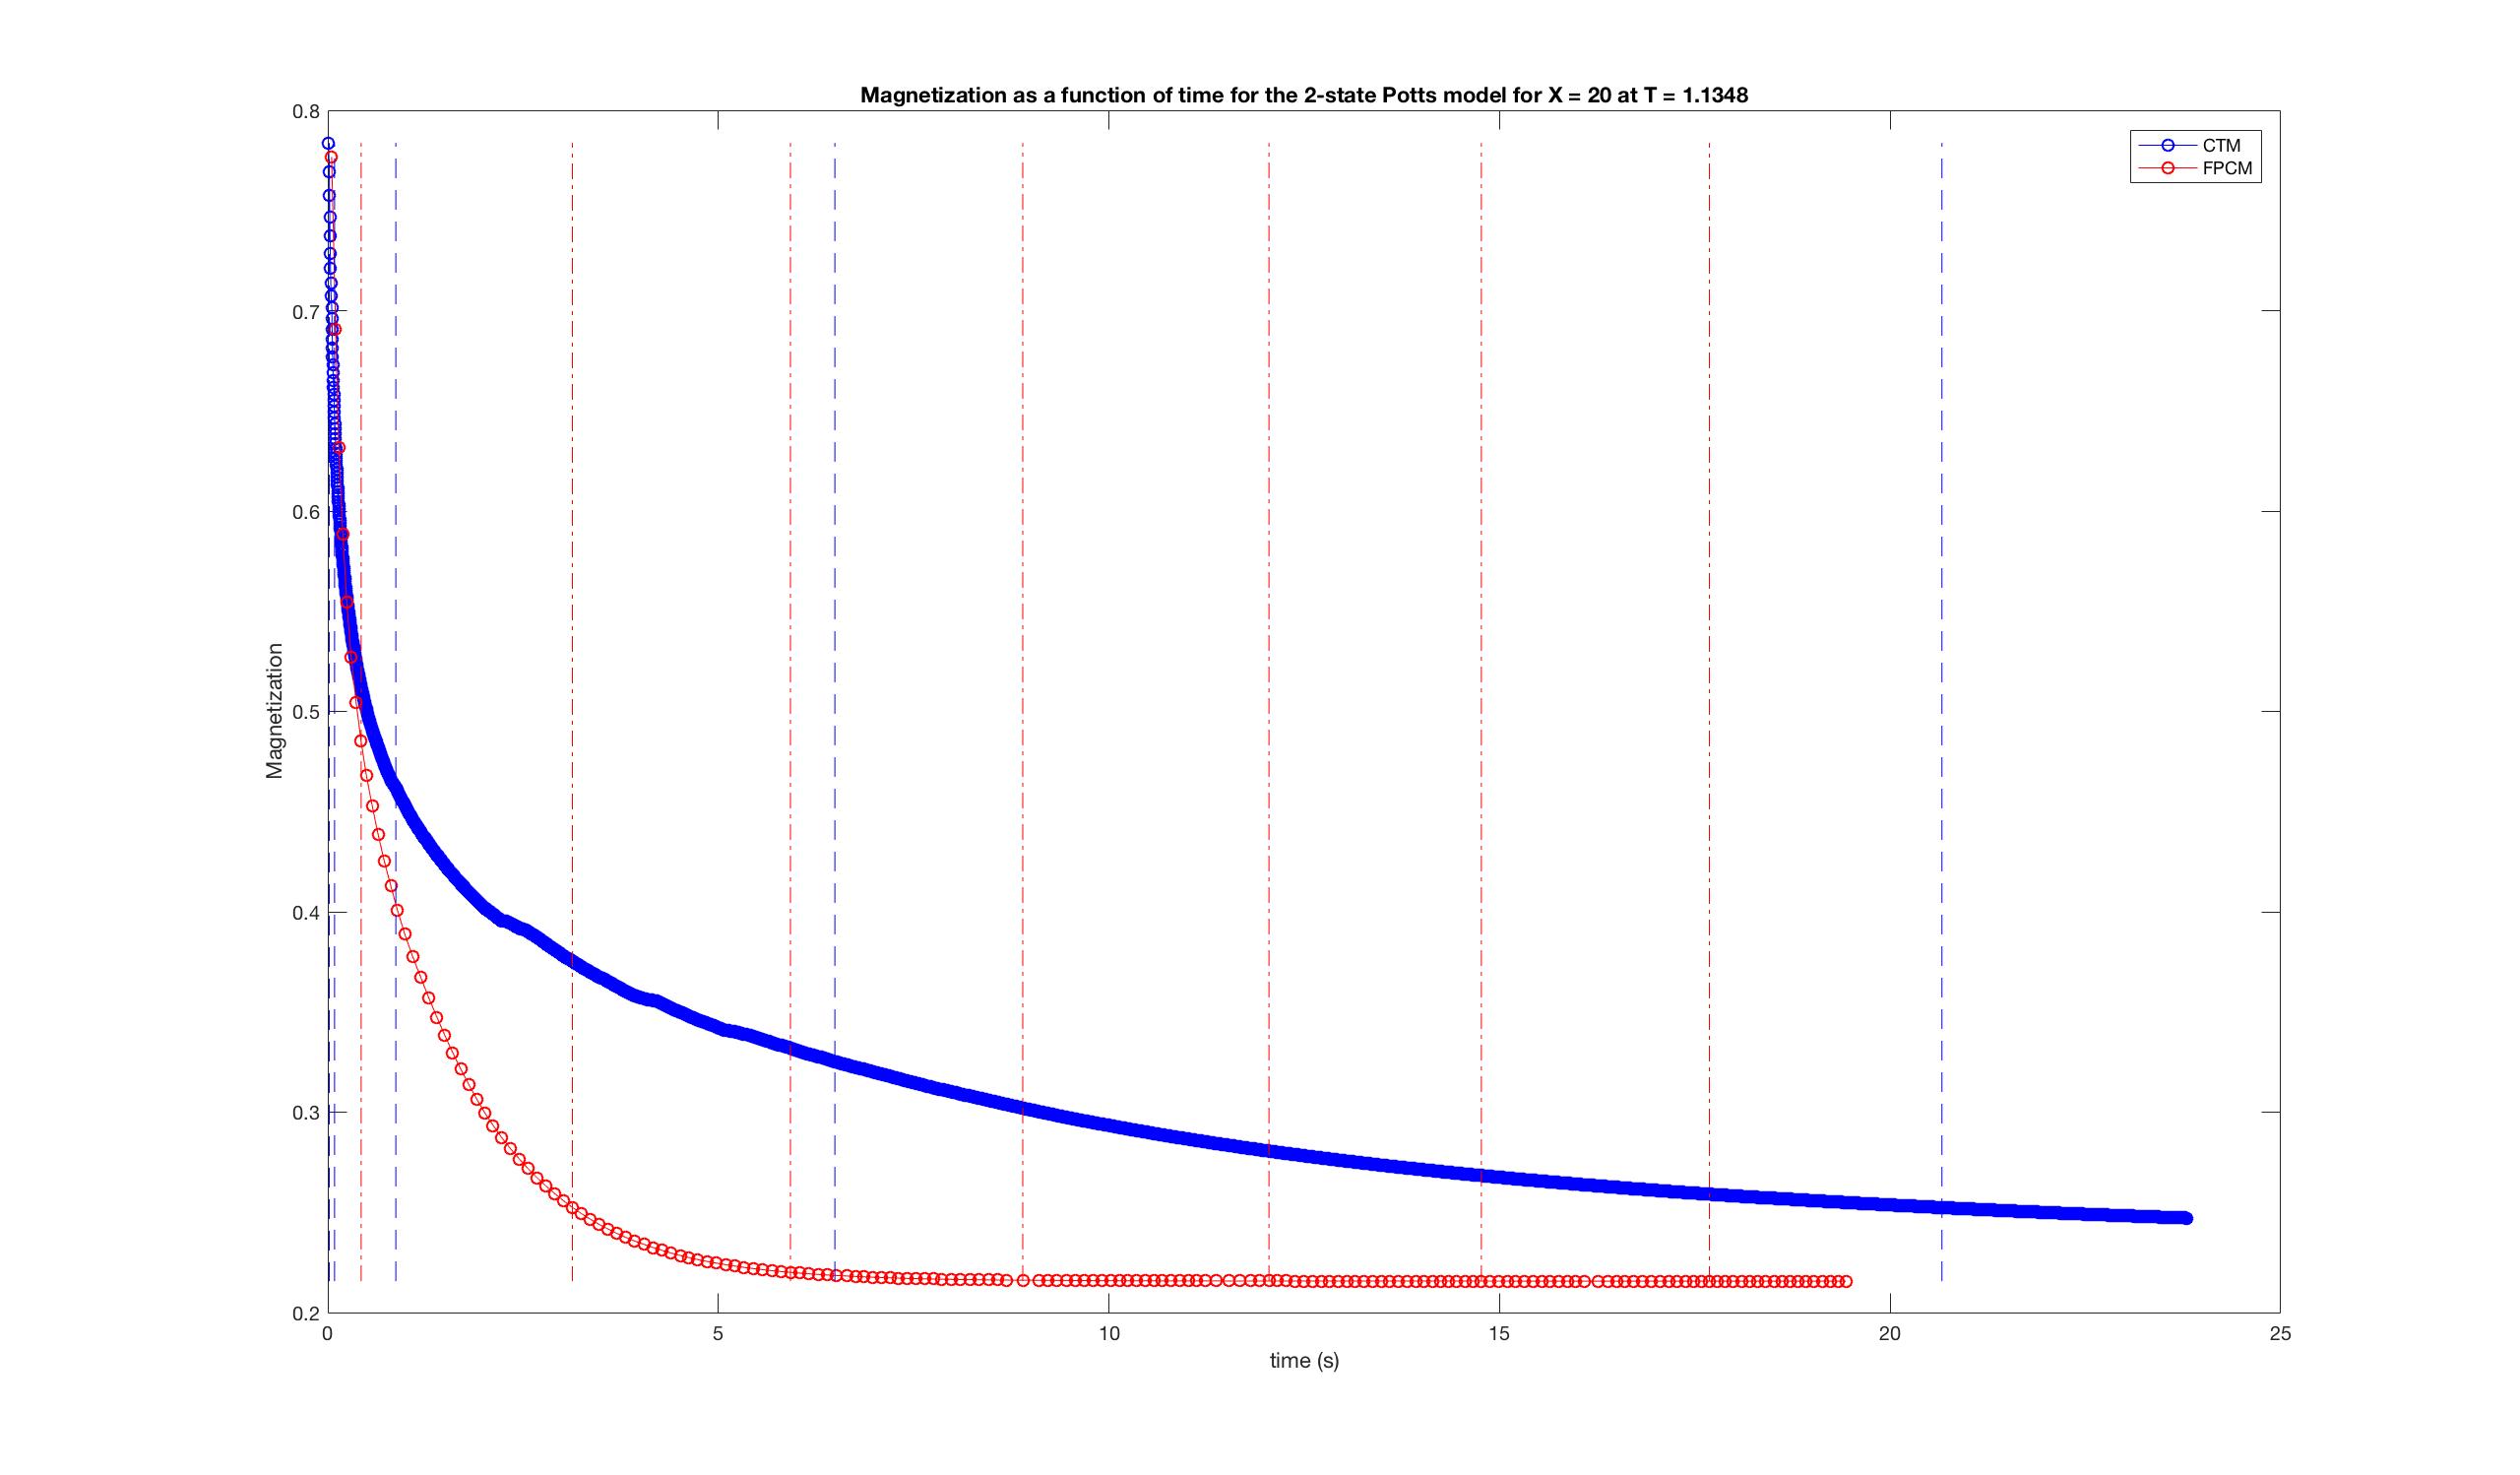 Magnetization as a function of time for the 2-state Potts model for X = 20 at T = 1.1348
CTM
FPCM
0.8
0.7
0.6
0.5
0.4
0.3
0.2
Magnetization
0
5
10
15
20
25
time (s)